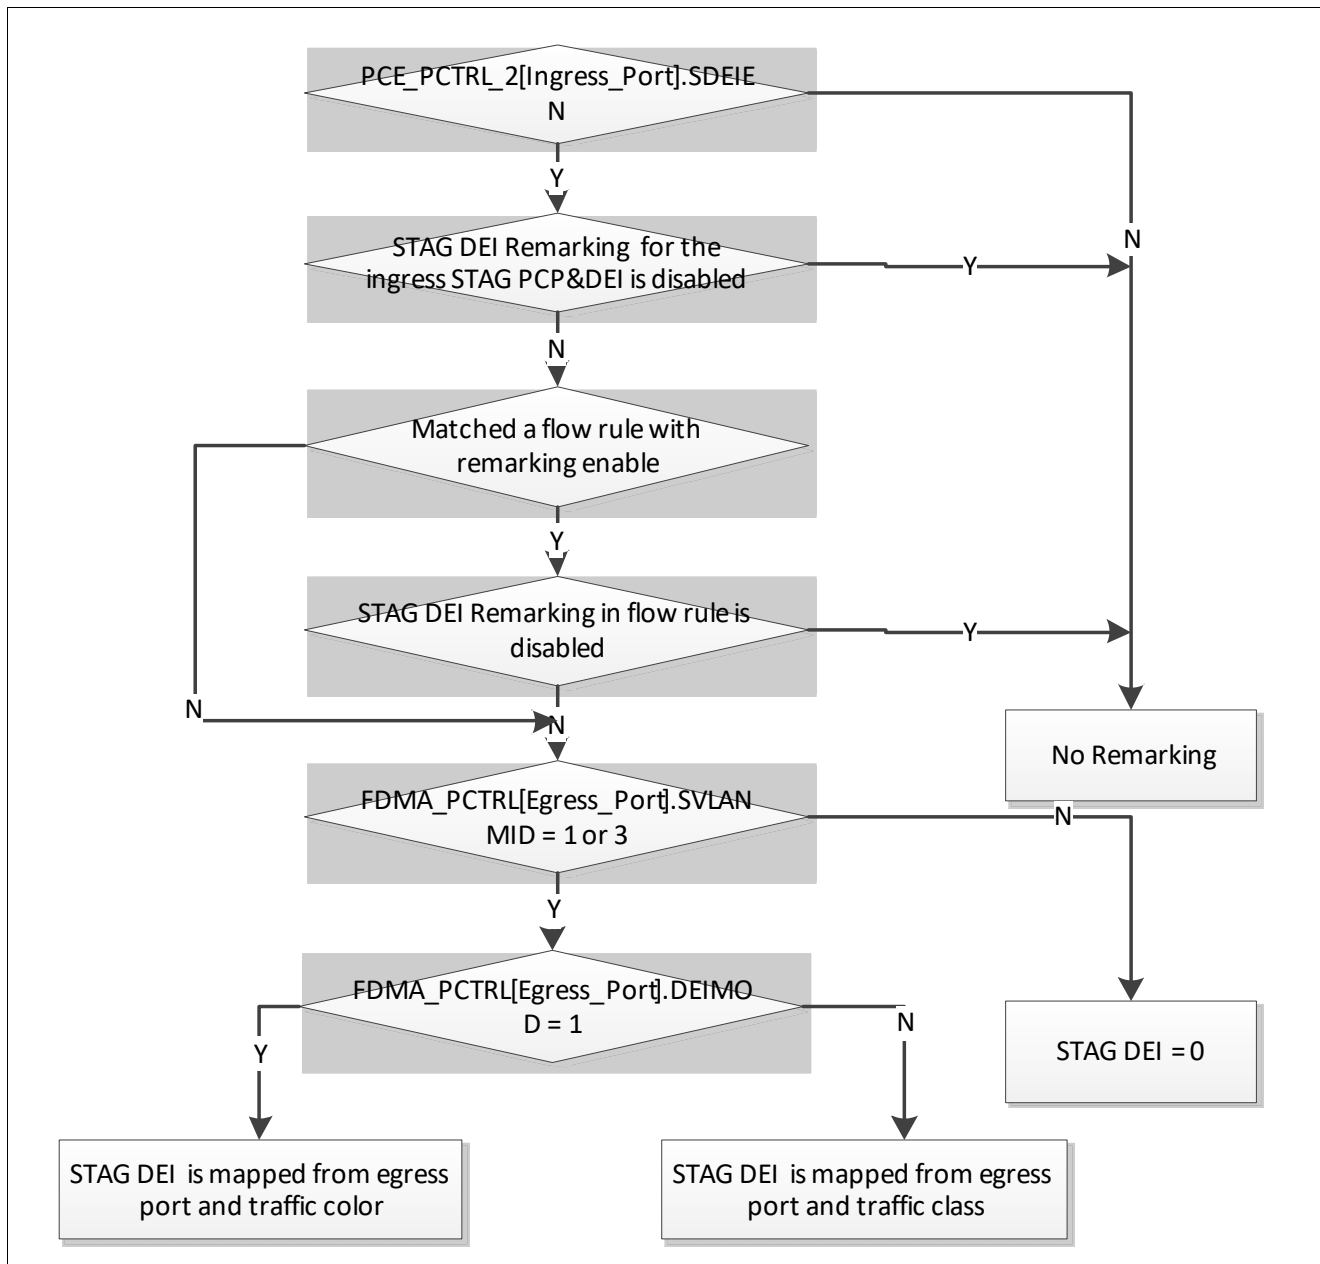 PCE_PCTRL_2[Ingress_Port].SDEIE
N
Y
N
STAG DEI Remarking for the
ingress STAG PCP&DEI is disabled
Y
N
Matched a flow rule with
remarking enable
Y
STAG DEI Remarking in flow rule is
disabled
Y
N
N
No Remarking
FDMA_PCTRL[Egress_Port].SVLAN
MID = 1 or 3
N
Y
FDMA_PCTRL[Egress_Port].DEIMO
D = 1
N
Y
STAG DEI = 0
STAG DEI is mapped from egress
port and traffic color
STAG DEI is mapped from egress
port and traffic class